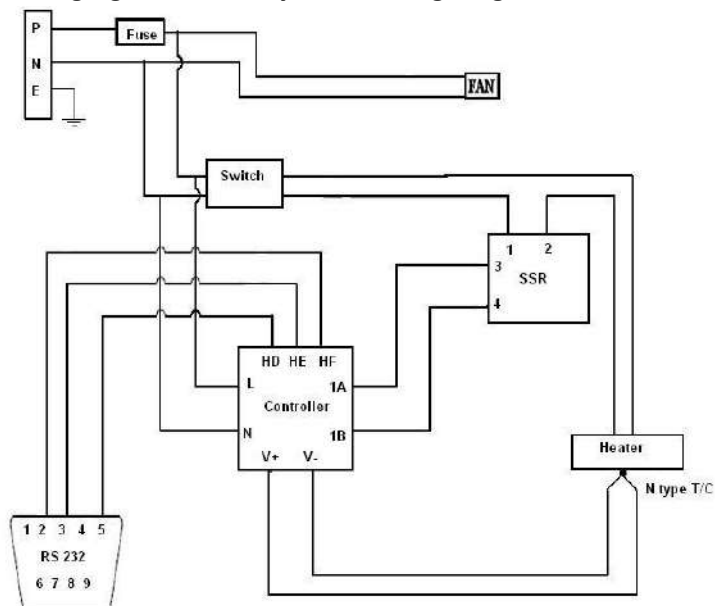 P
Fuse
N
E
FAN
Switch
1 2
3
SSR
4
HD HE HF
L 1A
Controller
N 1B
V+ V-
Heater
N type T/C
1 2 3 4 5
RS 232
6 7 8 9